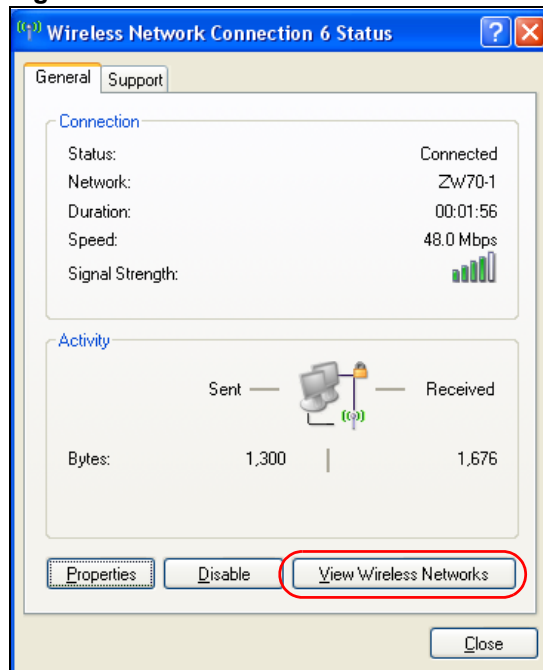 Wireless Network Connection 6 Status
General Support
Connection
Status: Connected
Network: ZW70-1
Duration: 00:01:56
Speed: 48.0 Mbps
Signal Strength:
Activity
Sent Received
Bytes: 1,300 1,676
Properties Disable View Wireless Networks
Close